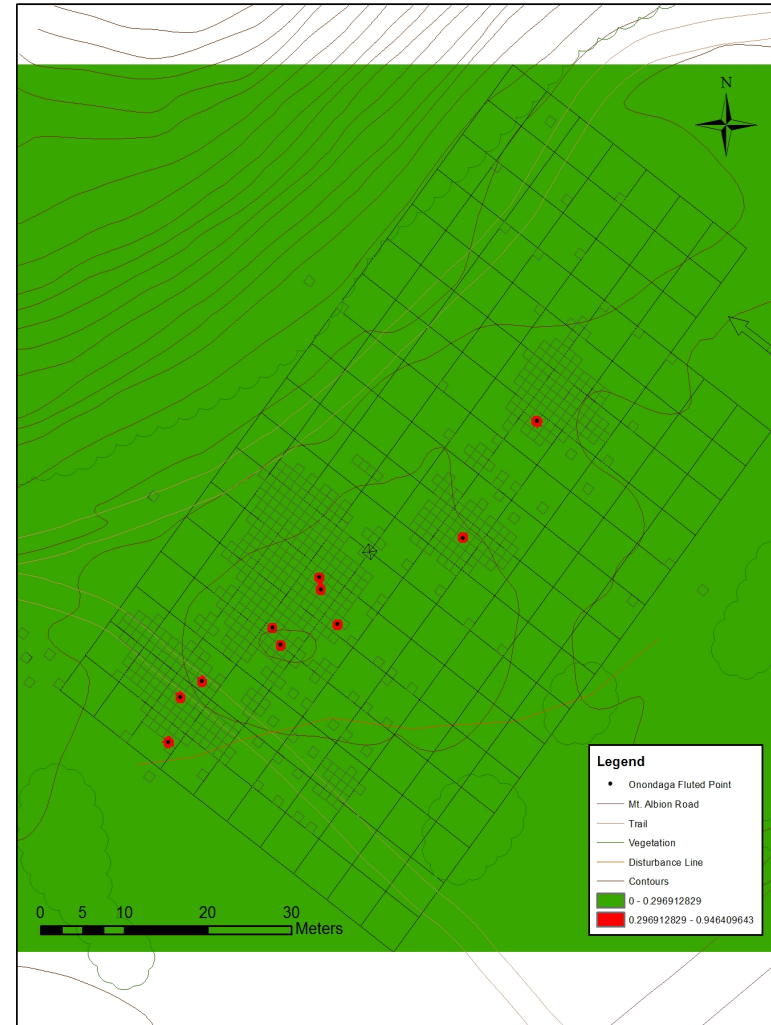 N
Legend
Onondaga Fluted Point
Mt. Albion Road
Trail
Vegetation
Disturbance Line
Contours
0 - 0.296912829
0.296912829 - 0.946409643
0 5 10 20 30
Meters